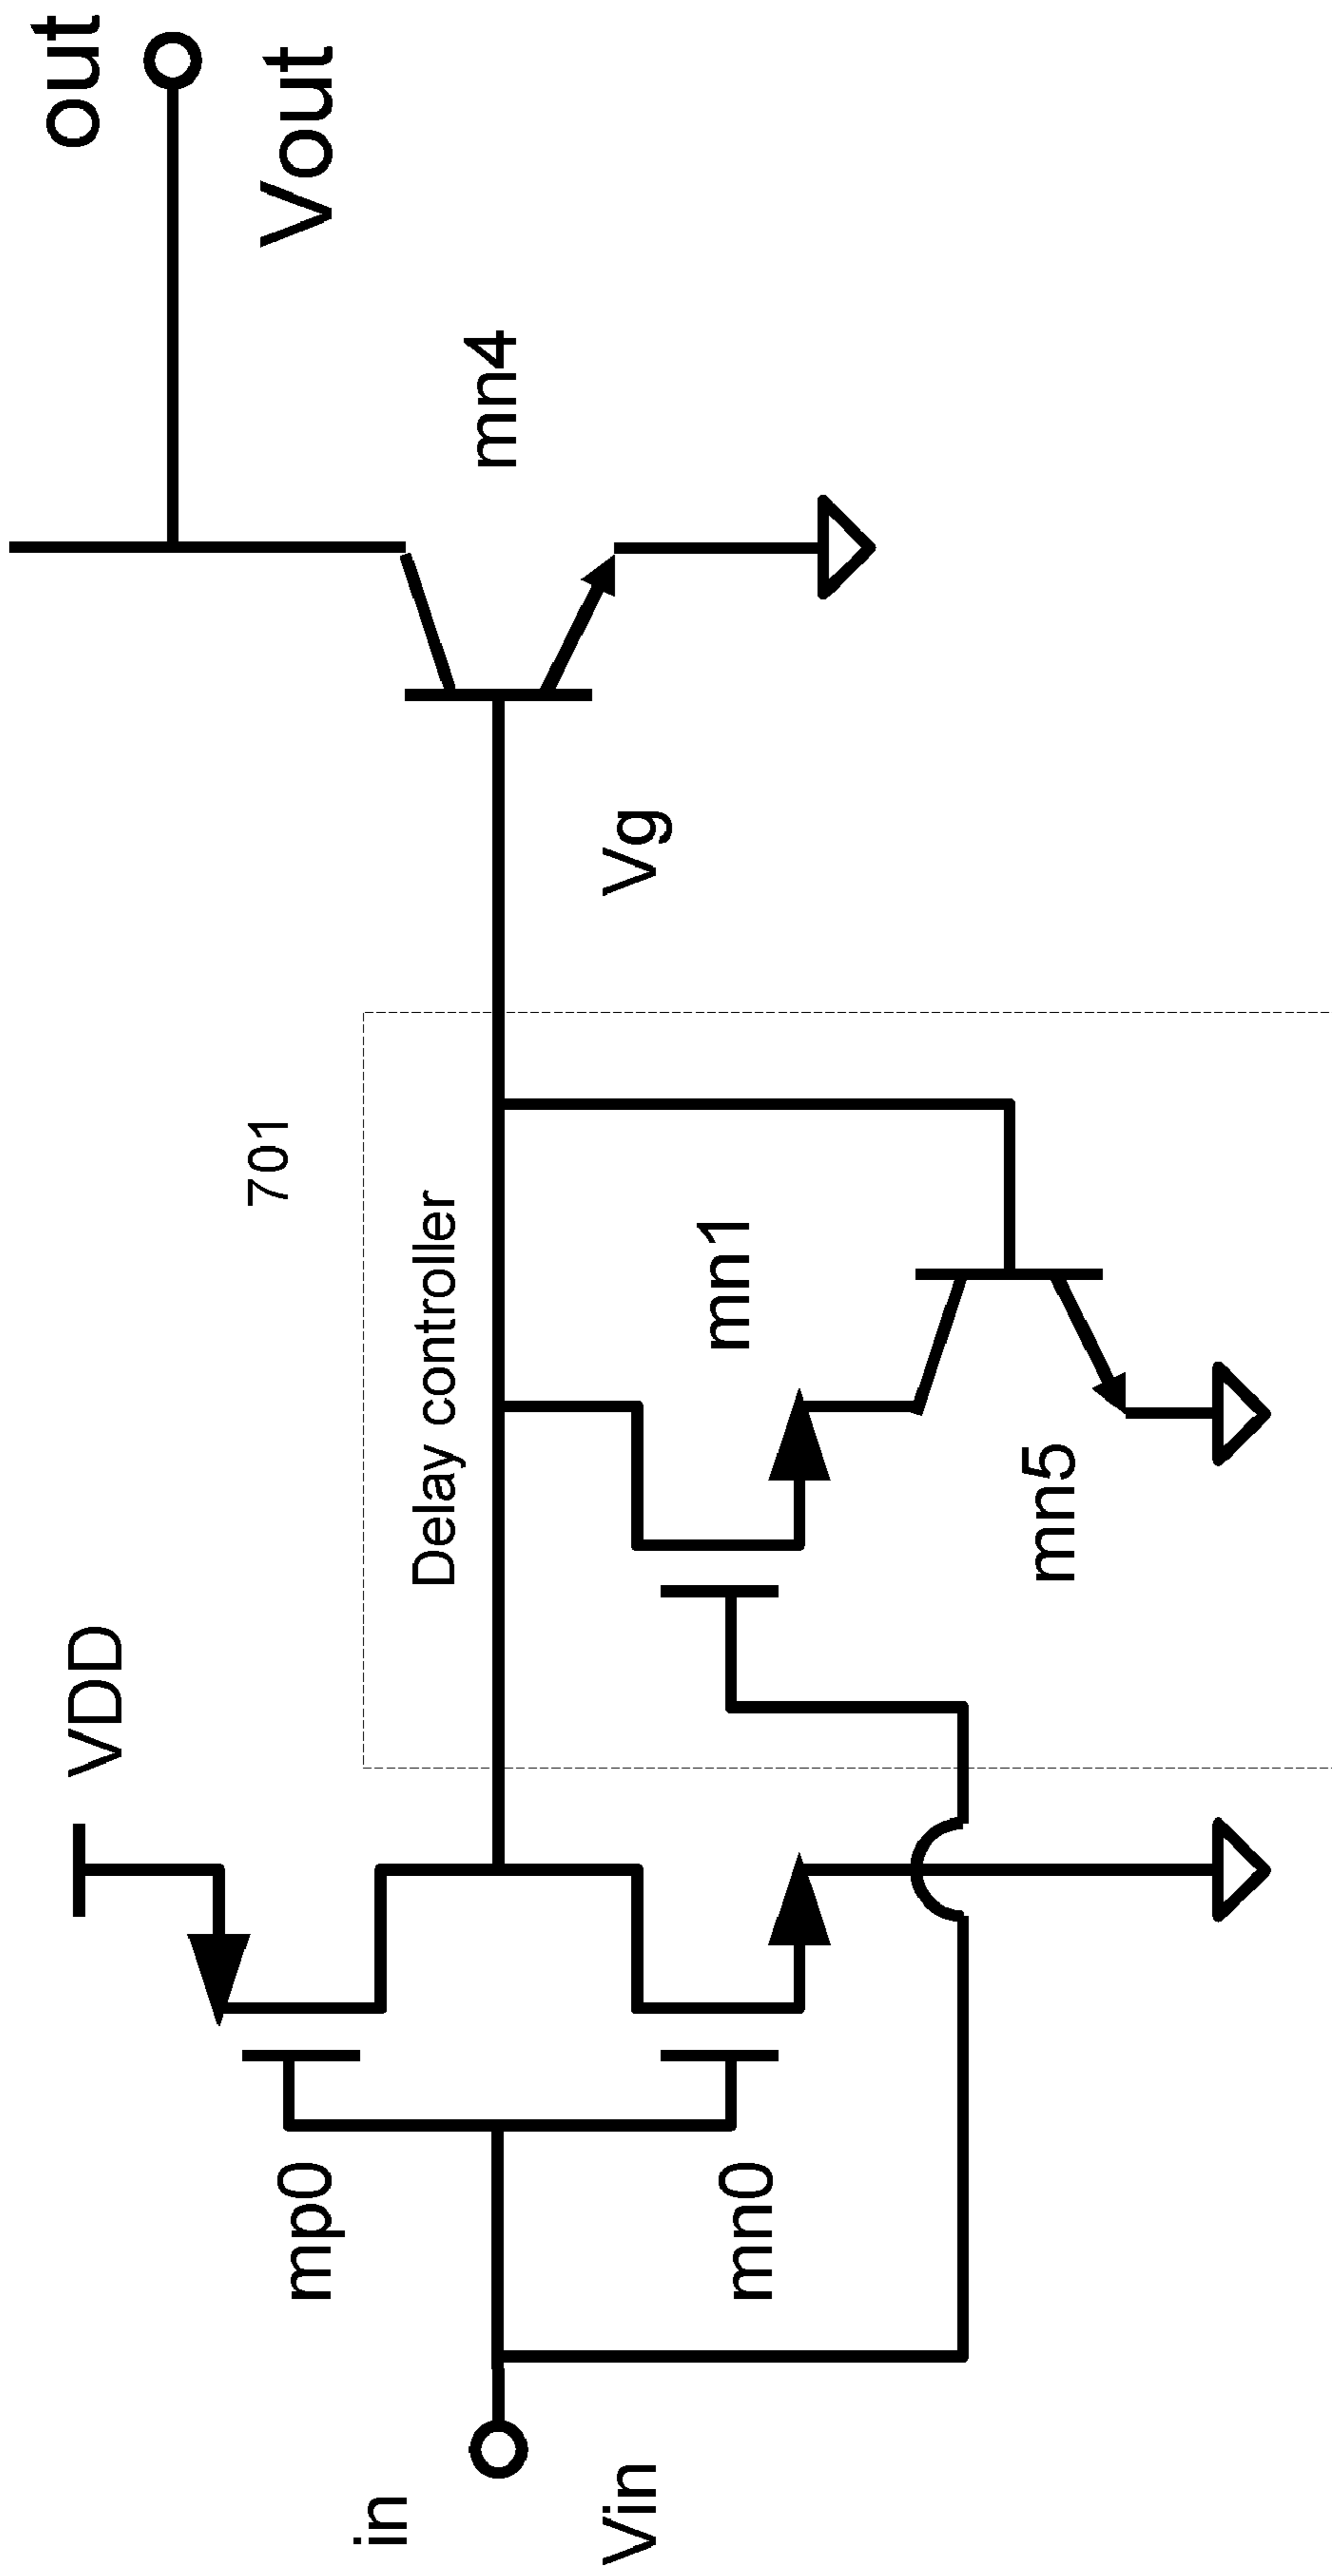 VDD
701
out
Delay controller
Vout
mp0
in
mn4
Vg
Vin
mn1
mn0
mn5